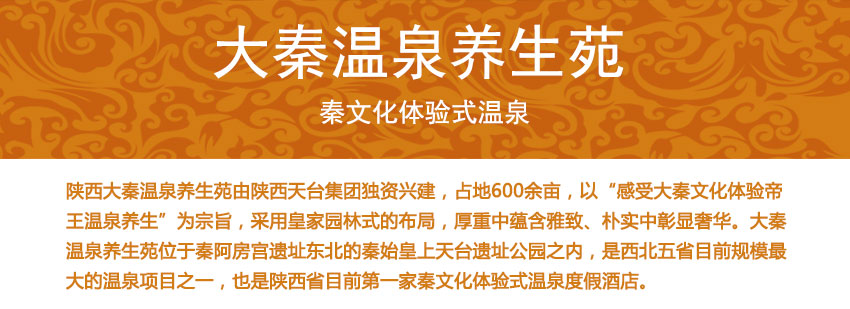 大秦温泉养生苑
秦文化体验式温泉
陕西大秦温泉养生苑由陕西天台集团独资兴建，占地600余亩，以“感受大秦文化体验帝
王温泉养生”为宗旨，采用皇家园林式的布局，厚重中蕴含雅致、朴实中彰显奢华。大秦
温泉养生苑位于秦阿房宫遗址东北的秦始皇上天台遗址公园之内，是西北五省目前规模最
大的温泉项目之一，也是陕西省目前第一家秦文化体验式温泉度假酒店。